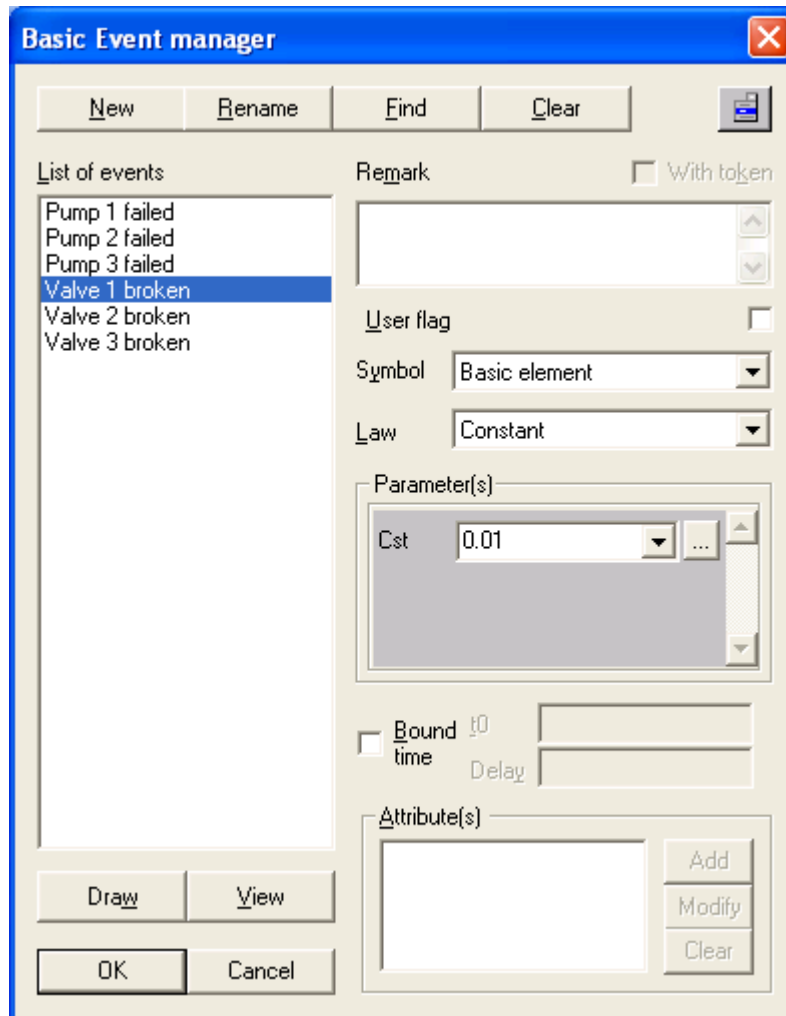 Basic Event manager
New Rename Find Clear
List of events
Remark
With token
Pump 1 failed
Pump 2 failed
Pump 3 failed
Valve 1 broken
Valve 2 broken
Valve 3 broken
User flag
Symbol Basic element
Law Constant
Parameter(s)
Cst 0.01 ...
Bound time
t0
Delay
Attribute(s)
Add
Modify
Clear
Draw View
OK Cancel